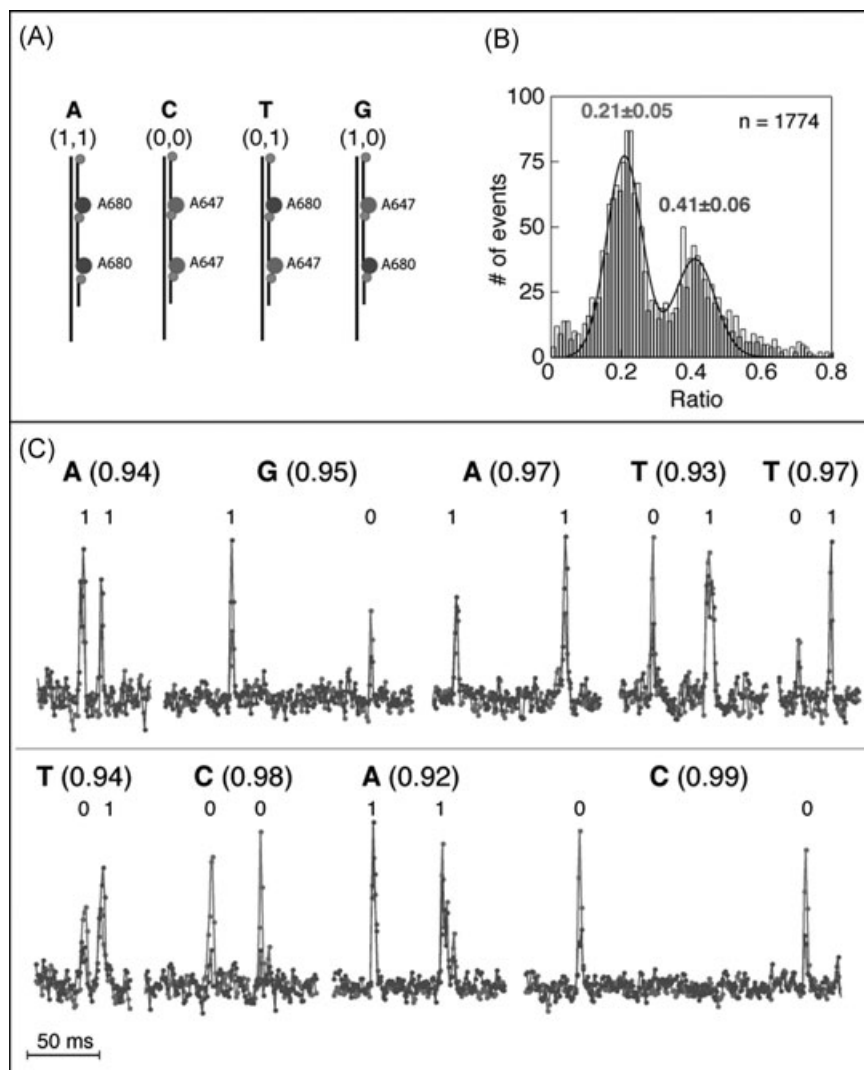 (A)
A C T G
(1,1) (0,0) (0,1) (1,0)
A680 A647 A680 A647
A680 A647 A647 A680
(B)
100
75
50
25
0
# of events
0.21±0.05
n = 1774
0.41±0.06
0 0.2 0.4 0.6 0.8
Ratio
(C)
A (0.94) G (0.95) A (0.97) T (0.93) T (0.97)
1 1 1 0 1 1 0 1 0 1
T (0.94) C (0.98) A (0.92) C (0.99)
0 1 0 0 1 1 0 0
50 ms